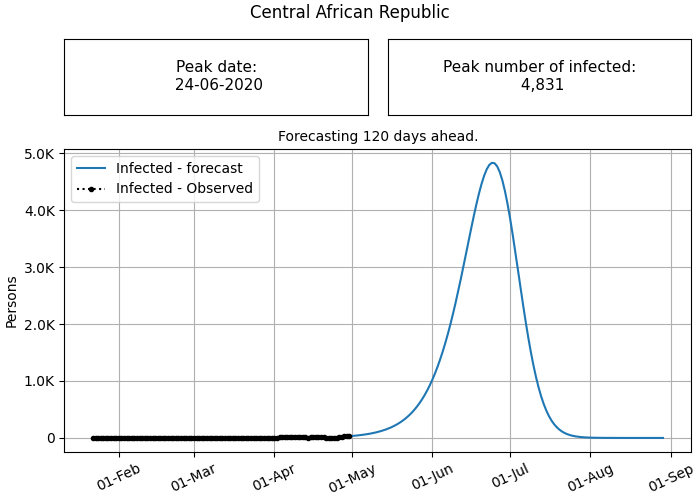 Central African Republic
Peak date:
24-06-2020
Peak number of infected:
4,831
Forecasting 120 days ahead.
Infected - forecast
Infected - Observed
Persons
5.0K
4.0K
3.0K
2.0K
1.0K
0
01-Feb
01-Mar
01-Apr
01-May
01-Jun
01-Jul
01-Aug
01-Sep